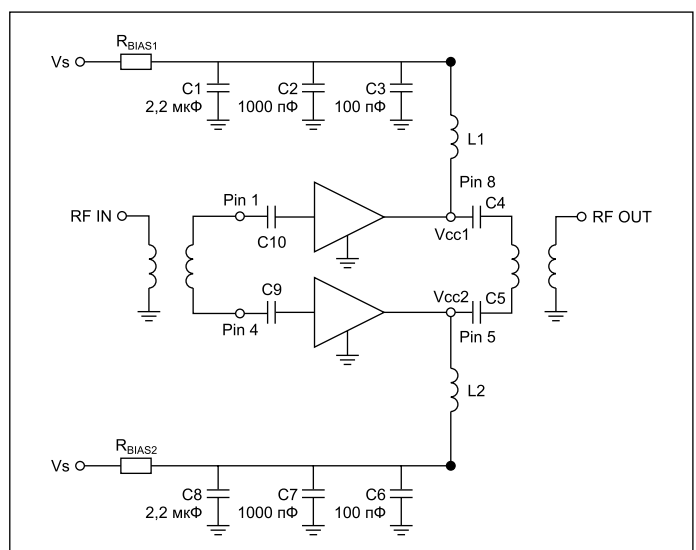 R_BIAS1
Vs
C1
2,2 мкФ
C2
1000 пФ
C3
100 пФ
L1
Pin 1
Pin 8
C4
RF IN
RF OUT
C10
Vcc1
C9
Vcc2
C5
Pin 4
Pin 5
L2
R_BIAS2
Vs
C8
2,2 мкФ
C7
1000 пФ
C6
100 пФ